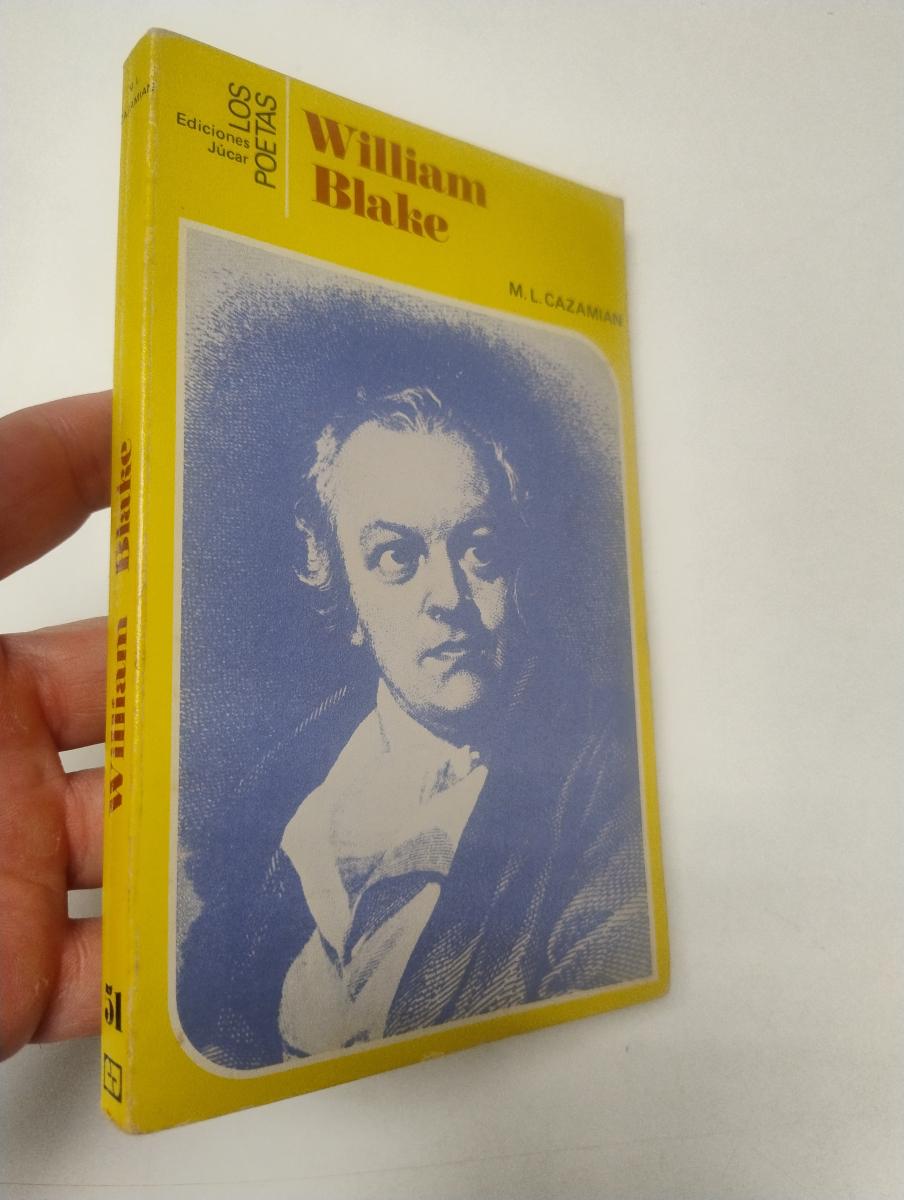 Ediciones
Júcar
LOS
POETAS
William
Blake
M. L. CAZAMIAN
William Blake
51